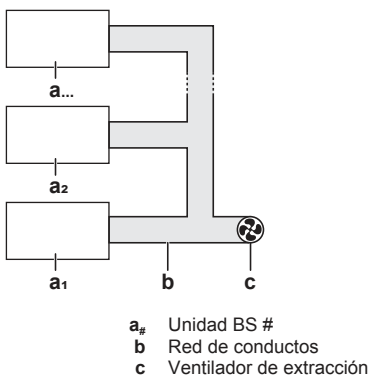 a...
a₂
a₁
b
c
a# Unidad BS #
b Red de conductos
c Ventilador de extracción